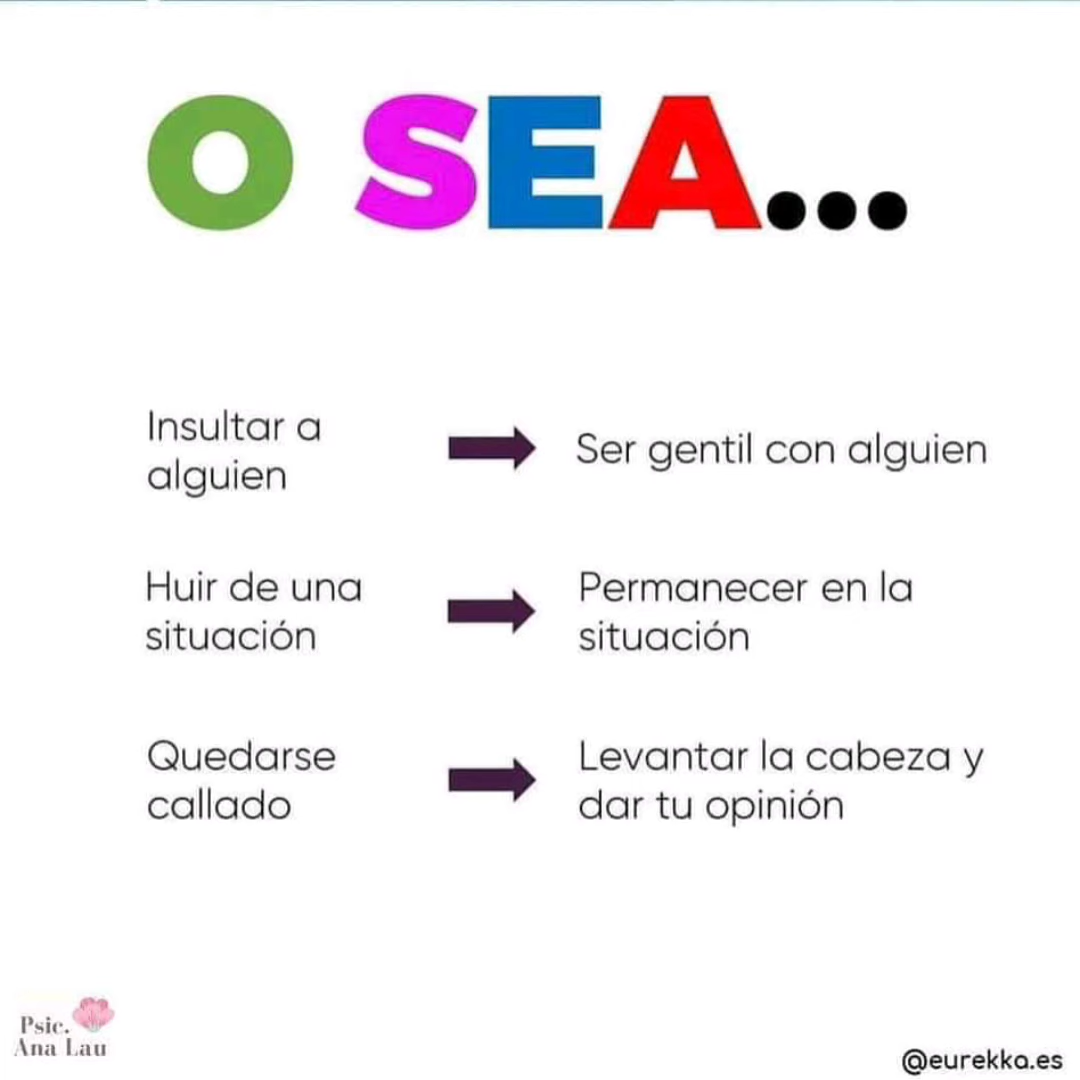 O SEA...
Insultar a
alguien
Ser gentil con alguien
Huir de una
situación
Permanecer en la
situación
Quedarse
callado
Levantar la cabeza y
dar tu opinión
Psic.
Ana Lau
@eurekka.es